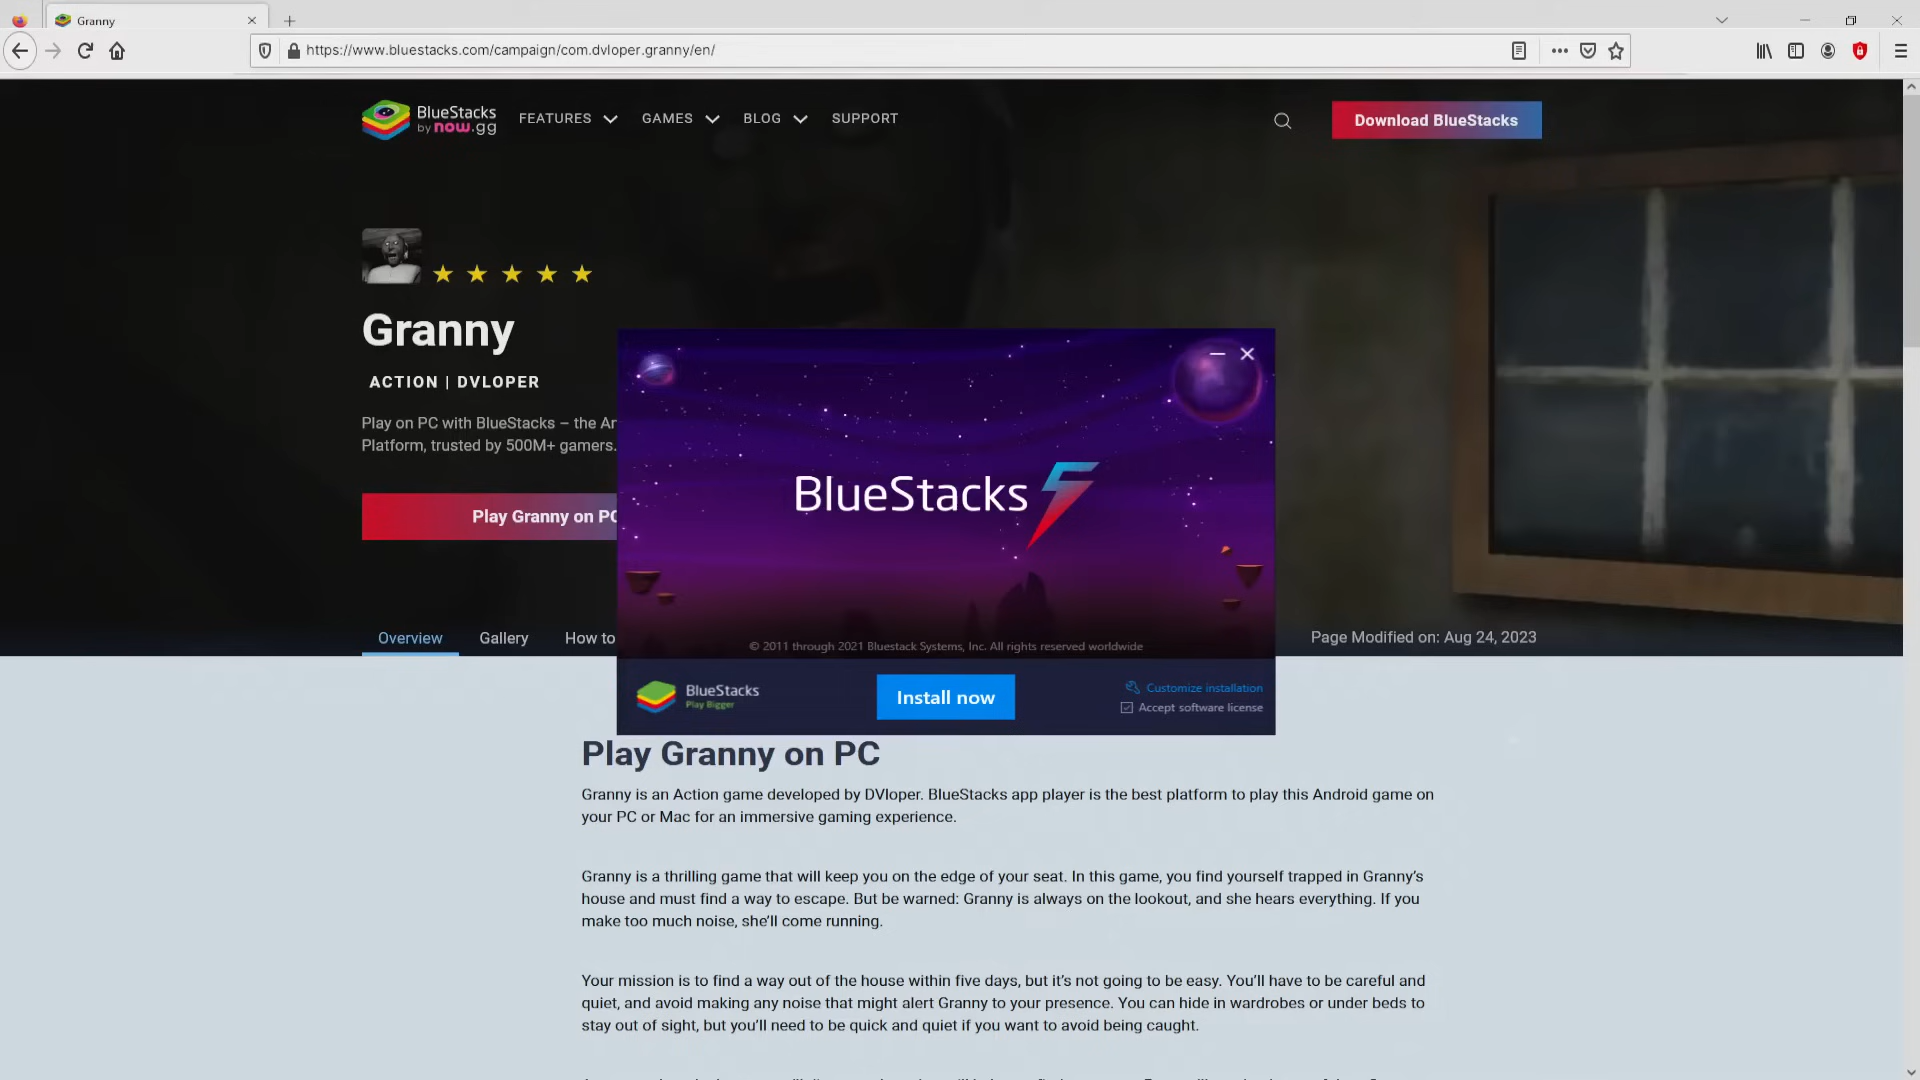 Granny
https://www.bluestacks.com/campaign/com.dvloper.granny/en/
BlueStacks
by now.gg
FEATURES
GAMES
BLOG
SUPPORT
Download BlueStacks
Granny
ACTION | DVLOPER
Play on PC with BlueStacks – the An
Platform, trusted by 500M+ gamers.
Play Granny on PC
BlueStacks
© 2011 through 2021 Bluestack Systems, Inc. All rights reserved worldwide
Overview
Gallery
How to
Page Modified on: Aug 24, 2023
BlueStacks
Play Bigger
Install now
Customize installation
Accept software license
Play Granny on PC
Granny is an Action game developed by DVloper. BlueStacks app player is the best platform to play this Android game on
your PC or Mac for an immersive gaming experience.
Granny is a thrilling game that will keep you on the edge of your seat. In this game, you find yourself trapped in Granny’s
house and must find a way to escape. But be warned: Granny is always on the lookout, and she hears everything. If you
make too much noise, she’ll come running.
Your mission is to find a way out of the house within five days, but it’s not going to be easy. You’ll have to be careful and
quiet, and avoid making any noise that might alert Granny to your presence. You can hide in wardrobes or under beds to
stay out of sight, but you’ll need to be quick and quiet if you want to avoid being caught.